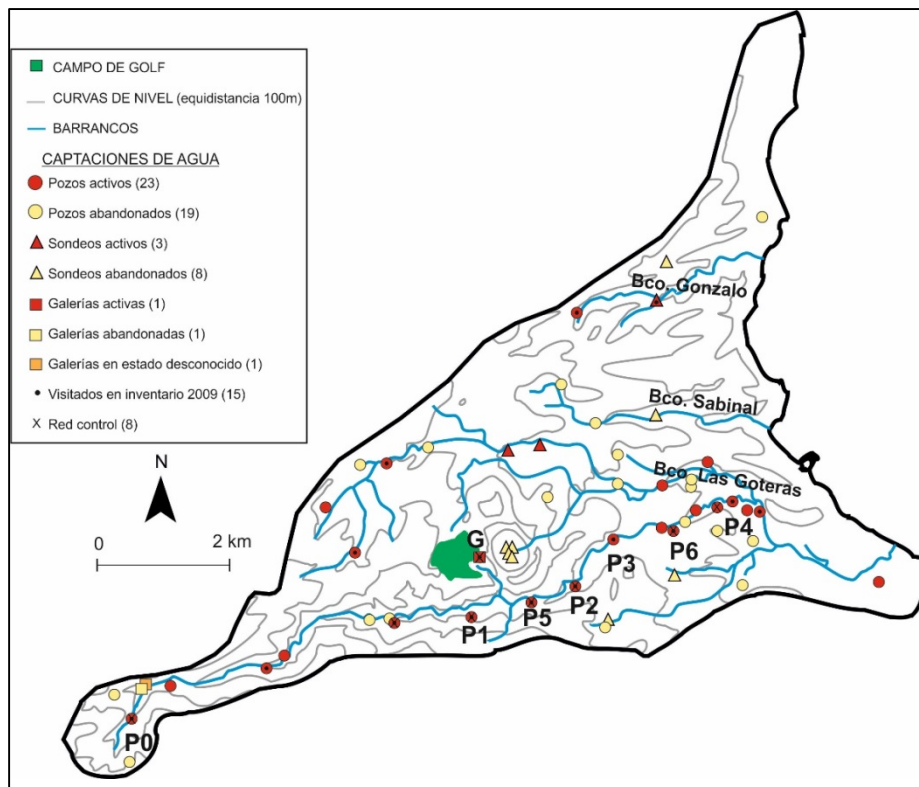 CAMPO DE GOLF
CURVAS DE NIVEL (equidistancia 100m)
BARRANCOS
CAPTACIONES DE AGUA
Pozos activos (23)
Pozos abandonados (19)
Sondeos activos (3)
Sondeos abandonados (8)
Galerías activas (1)
Galerías abandonadas (1)
Galerías en estado desconocido (1)
Visitados en inventario 2009 (15)
X Red control (8)
N
0 2 km
Bco. Gonzalo
Bco. Sabinal
Bco. Las Goteras
G
P4
P6
P3
P2
P5
P1
P0